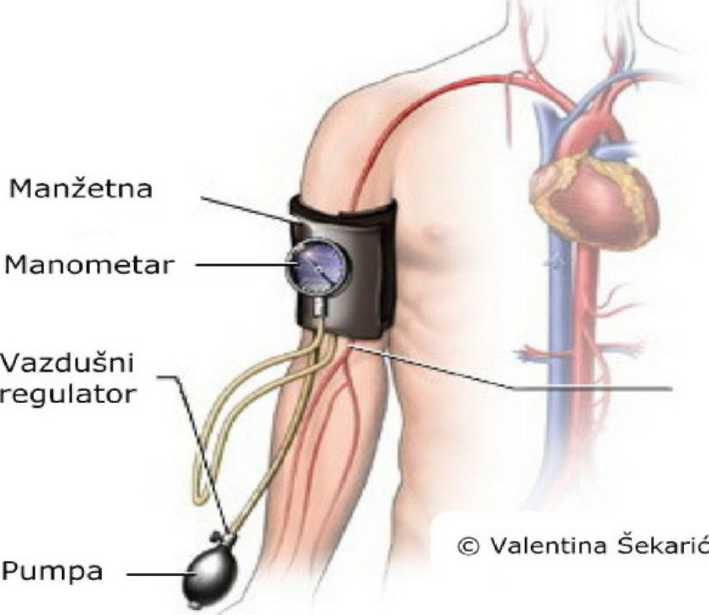 Manžetna
Manometar
Vazdušni
regulator
Pumpa
© Valentina Šekarić